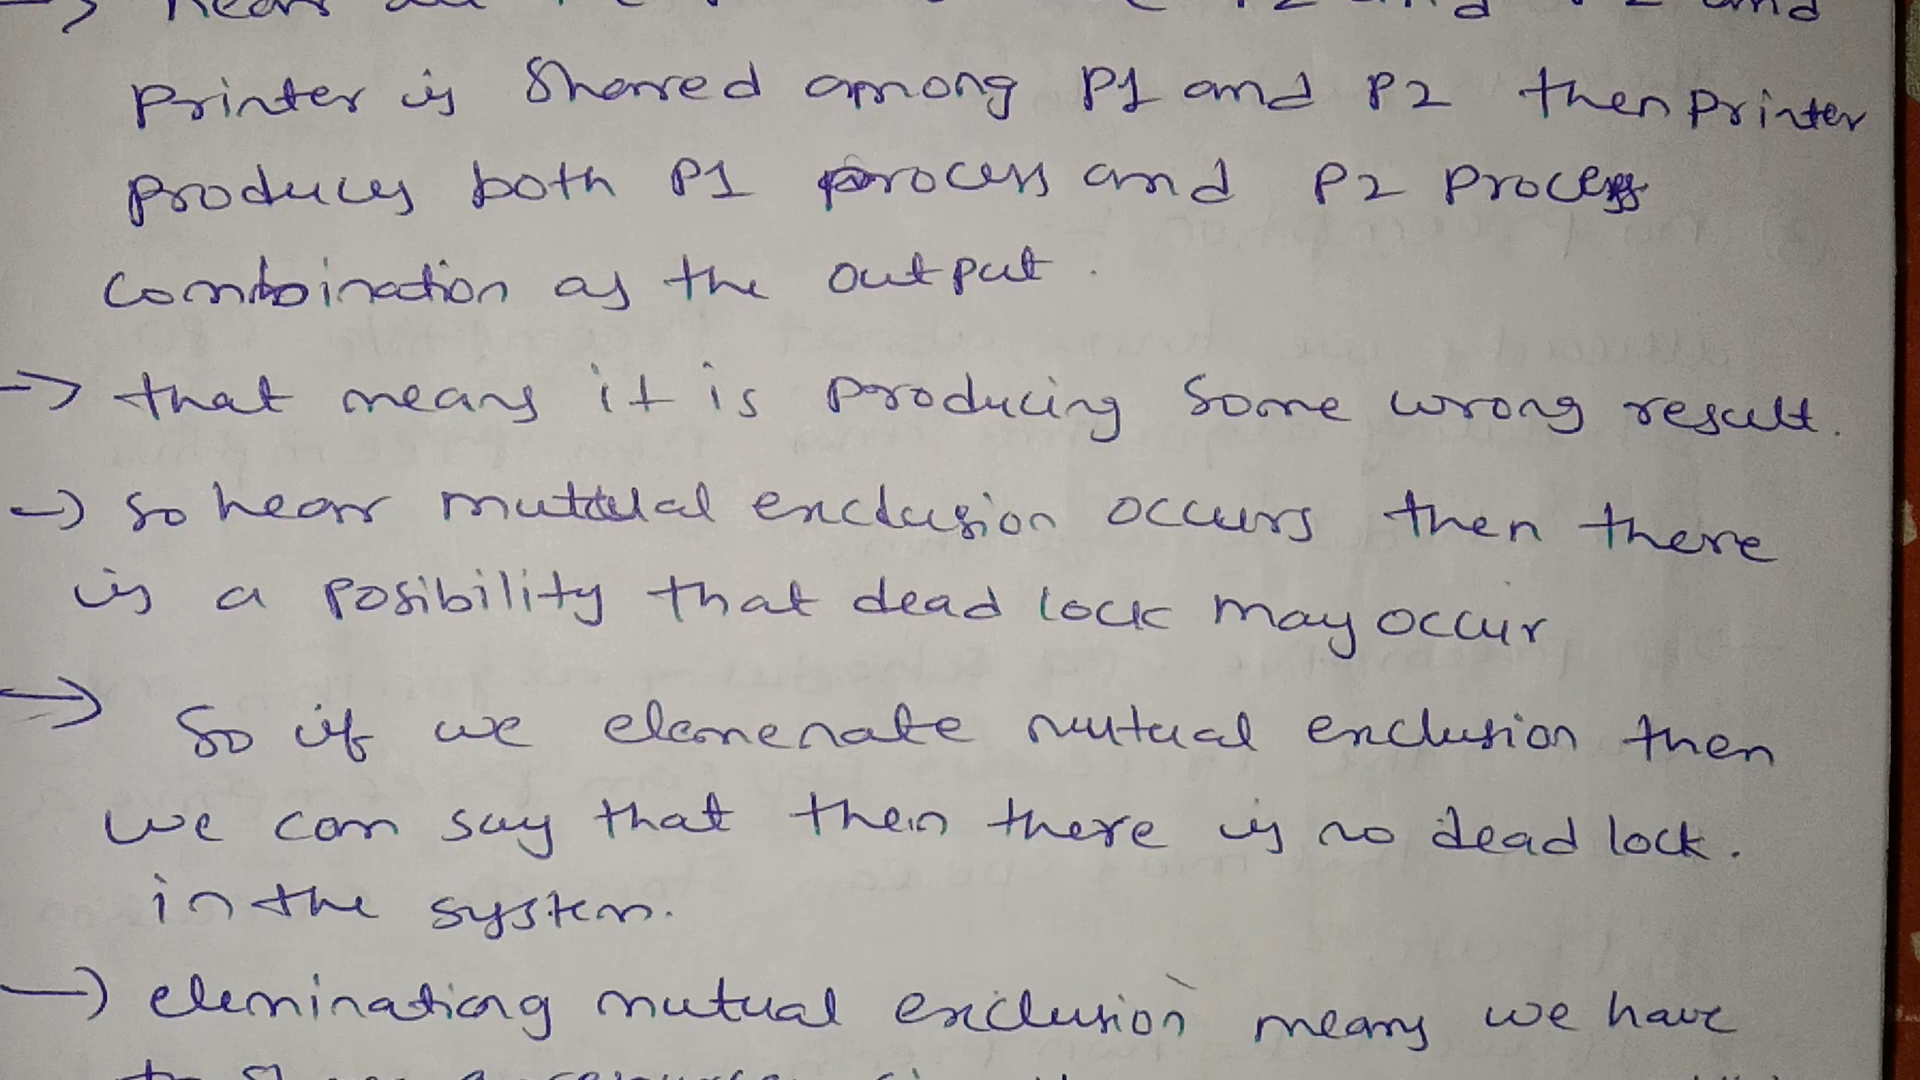 and
printer is Shared among P1 and P2 then printer
produces both P1 process and P2 process
combination as the output.
-> that means it is producing some wrong result.
-> so hear mutual exclusion occurs then there
is a posibility that dead lock may occur
-> So if we elemenate mutual exclusion then
we can say that then there is no dead lock.
in the system.
-> eleminationg mutual exclusion means we have